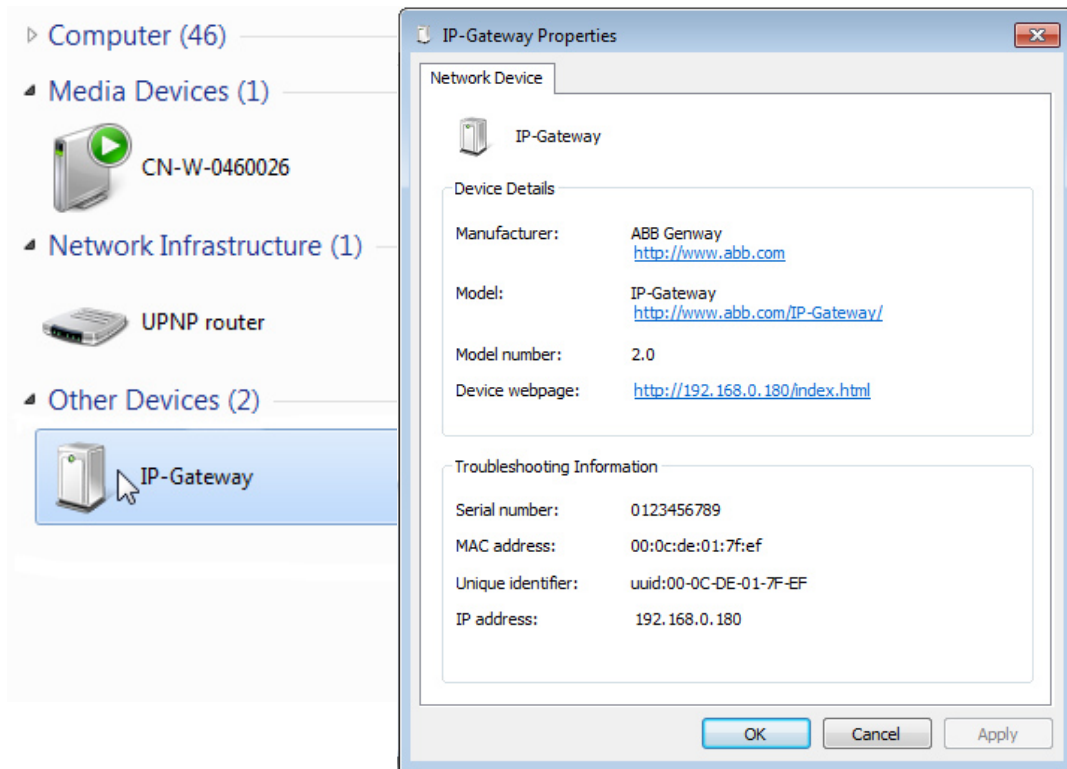 Computer (46)
Media Devices (1)
CN-W-0460026
Network Infrastructure (1)
UPNP router
Other Devices (2)
IP-Gateway
IP-Gateway Properties
Network Device
IP-Gateway
Device Details
Manufacturer: ABB Genway
http://www.abb.com
Model: IP-Gateway
http://www.abb.com/IP-Gateway/
Model number: 2.0
Device webpage: http://192.168.0.180/index.html
Troubleshooting Information
Serial number: 0123456789
MAC address: 00:0c:de:01:7f:ef
Unique identifier: uuid:00-0C-DE-01-7F-EF
IP address: 192.168.0.180
OK Cancel Apply